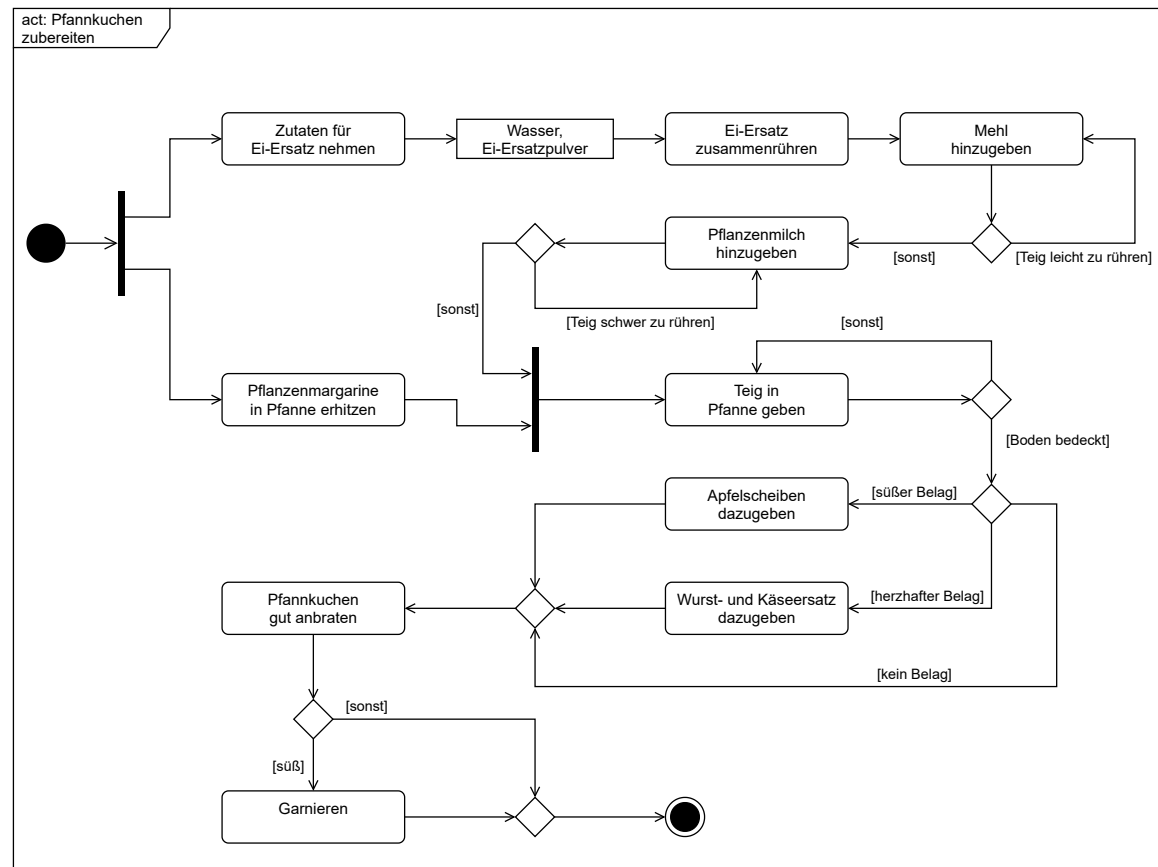 act: Pfannkuchen
zubereiten
Zutaten für
Ei-Ersatz nehmen
Wasser,
Ei-Ersatzpulver
Ei-Ersatz
zusammenrühren
Mehl
hinzugeben
Pflanzenmilch
hinzugeben
[sonst]
[Teig leicht zu rühren]
[sonst]
[Teig schwer zu rühren]
[sonst]
Pflanzenmargarine
in Pfanne erhitzen
Teig in
Pfanne geben
[Boden bedeckt]
Apfelscheiben
dazugeben
[süßer Belag]
Pfannkuchen
gut anbraten
Wurst- und Käseersatz
dazugeben
[herzhafter Belag]
[kein Belag]
[sonst]
[süß]
Garnieren